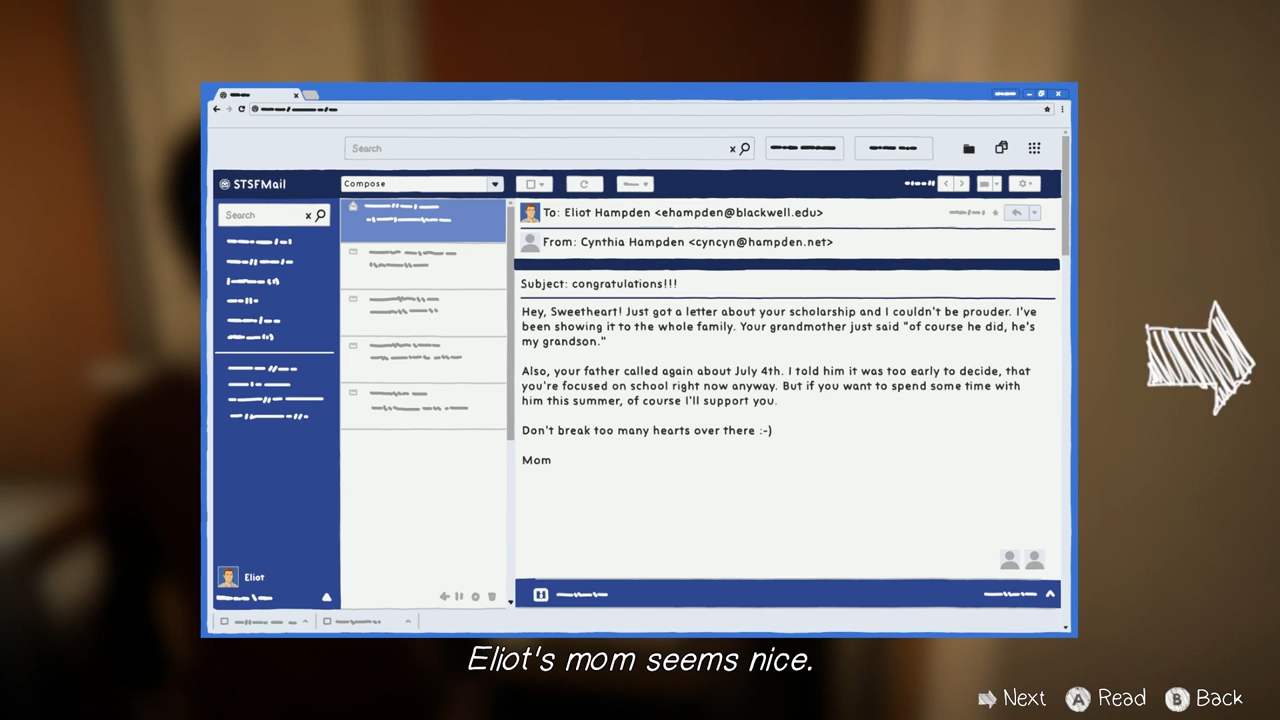 Search
STSFMail
Compose
Search
To: Eliot Hampden <ehampden@blackwell.edu>
From: Cynthia Hampden <cyncyn@hampden.net>
Subject: congratulations!!!
Hey, Sweetheart! Just got a letter about your scholarship and I couldn't be prouder. I've
been showing it to the whole family. Your grandmother just said "of course he did, he's
my grandson."
Also, your father called again about July 4th. I told him it was too early to decide, that
you're focused on school right now anyway. But if you want to spend some time with
him this summer, of course I'll support you.
Don't break too many hearts over there :-)
Mom
Eliot
Eliot's mom seems nice.
Next
A Read
B Back